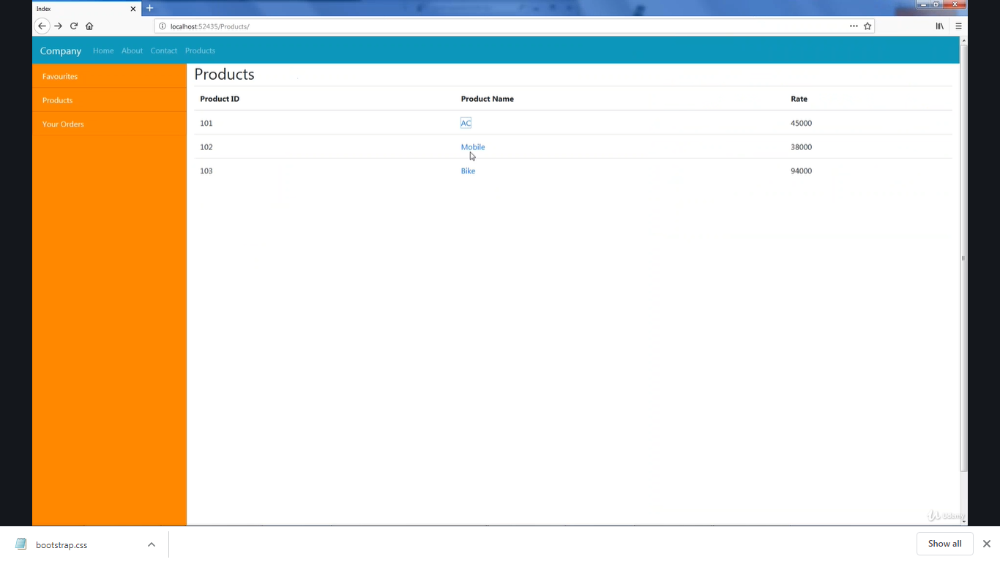 Index
localhost:52435/Products/
Company Home About Contact Products
Favourites
Products
Your Orders
Products
Product ID Product Name Rate
101 AC 45000
102 Mobile 38000
103 Bike 94000
Udemy
bootstrap.css
Show all